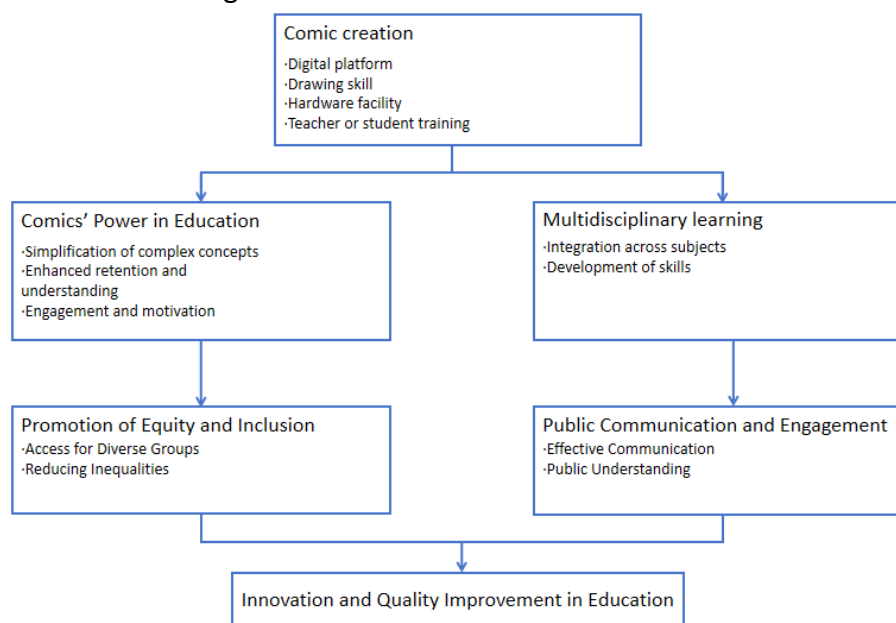 Comic creation
·Digital platform
·Drawing skill
·Hardware facility
·Teacher or student training
Comics’ Power in Education
·Simplification of complex concepts
·Enhanced retention and
understanding
·Engagement and motivation
Multidisciplinary learning
·Integration across subjects
·Development of skills
Promotion of Equity and Inclusion
·Access for Diverse Groups
·Reducing Inequalities
Public Communication and Engagement
·Effective Communication
·Public Understanding
Innovation and Quality Improvement in Education